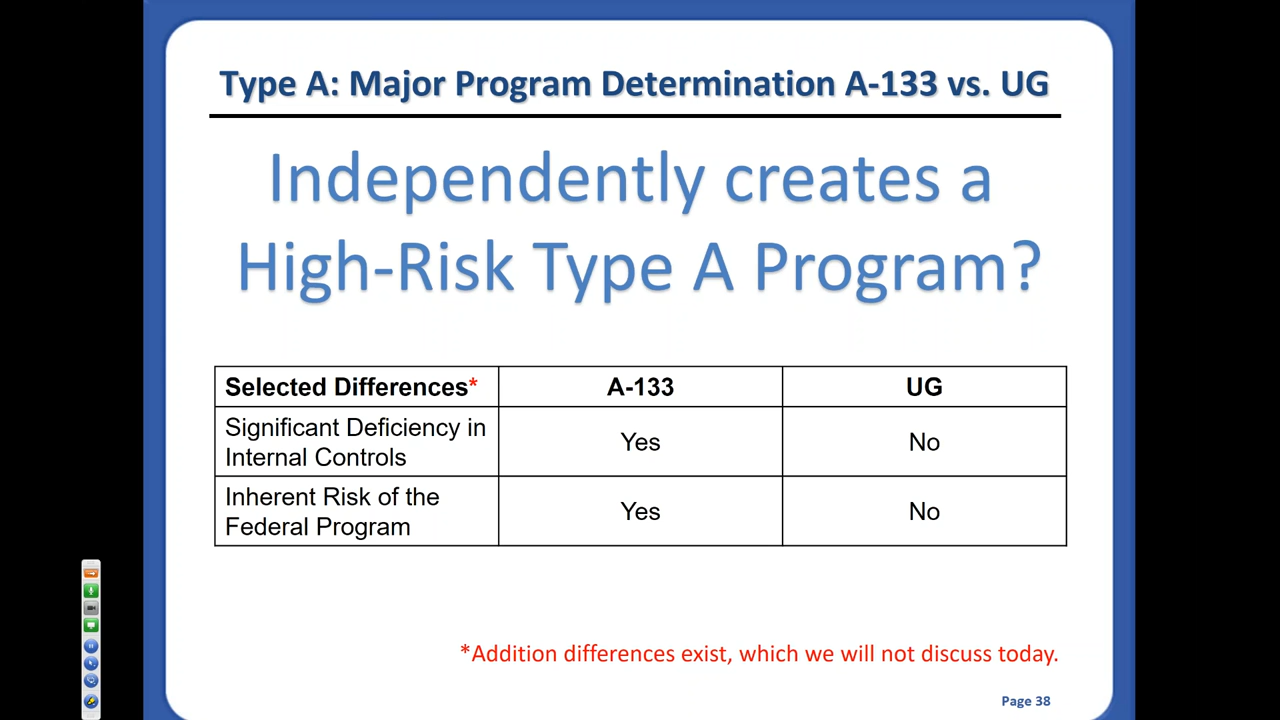 Type A: Major Program Determination A-133 vs. UG
Independently creates a
High-Risk Type A Program?
Selected Differences* A-133 UG
Significant Deficiency in
Internal Controls
Yes No
Inherent Risk of the
Federal Program
Yes No
*Addition differences exist, which we will not discuss today.
Page 38